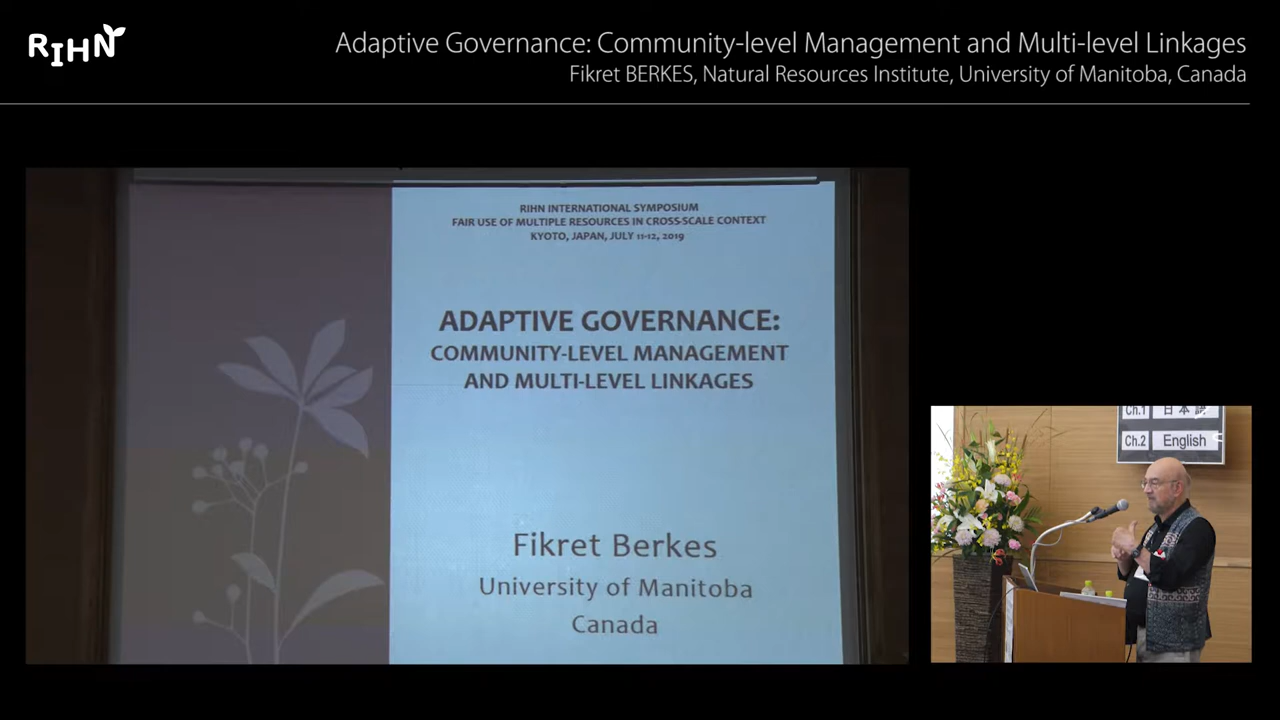 RIHN
Adaptive Governance: Community-level Management and Multi-level Linkages
Fikret BERKES, Natural Resources Institute, University of Manitoba, Canada
RIHN INTERNATIONAL SYMPOSIUM
FAIR USE OF MULTIPLE RESOURCES IN CROSS-SCALE CONTEXT
KYOTO, JAPAN, JULY 11-12, 2019
ADAPTIVE GOVERNANCE:
COMMUNITY-LEVEL MANAGEMENT
AND MULTI-LEVEL LINKAGES
Fikret Berkes
University of Manitoba
Canada
Ch.1 日本語
Ch.2 English